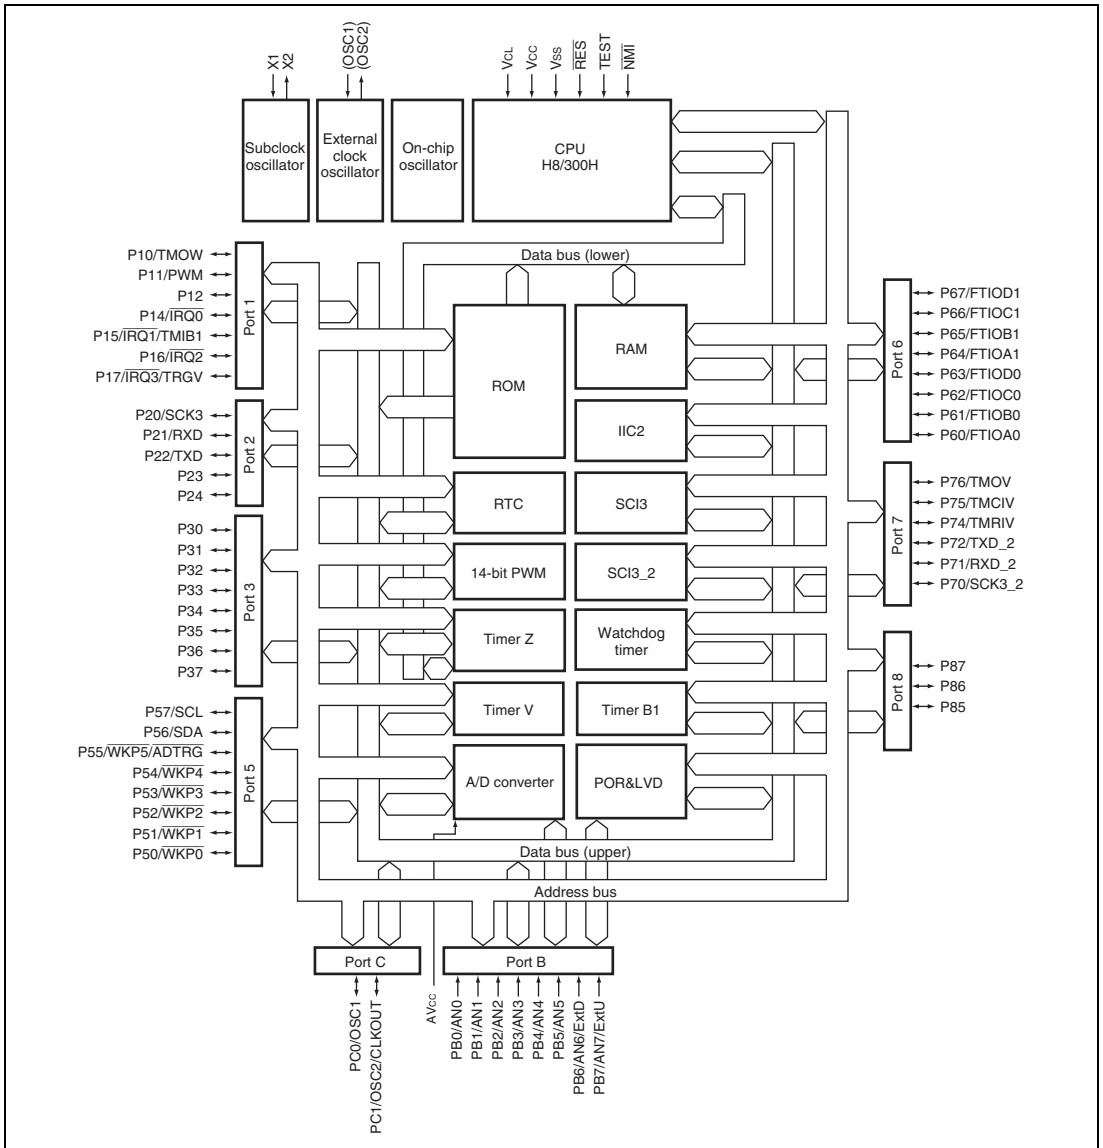 X1
X2
(OSC1)
(OSC2)
VCL
VCC
VSS
RES
TEST
NMI
Subclock
oscillator
External
clock
oscillator
On-chip
oscillator
CPU
H8/300H
Data bus (lower)
P10/TMOW
P11/PWM
P12
P14/IRQ0
P15/IRQ1/TMIB1
P16/IRQ2
P17/IRQ3/TRGV
Port 1
P20/SCK3
P21/RXD
P22/TXD
P23
P24
Port 2
P30
P31
P32
P33
P34
P35
P36
P37
Port 3
P57/SCL
P56/SDA
P55/WKP5/ADTRG
P54/WKP4
P53/WKP3
P52/WKP2
P51/WKP1
P50/WKP0
Port 5
ROM
RAM
IIC2
RTC
SCI3
14-bit PWM
SCI3_2
Timer Z
Watchdog
timer
Timer V
Timer B1
A/D converter
POR&LVD
Port 6
P67/FTIOD1
P66/FTIOC1
P65/FTIOB1
P64/FTIOA1
P63/FTIOD0
P62/FTIOC0
P61/FTIOB0
P60/FTIOA0
Port 7
P76/TMOV
P75/TMCIV
P74/TMRIV
P72/TXD_2
P71/RXD_2
P70/SCK3_2
Port 8
P87
P86
P85
Data bus (upper)
Address bus
Port C
Port B
PC0/OSC1
PC1/OSC2/CLKOUT
AVCC
PB0/AN0
PB1/AN1
PB2/AN2
PB3/AN3
PB4/AN4
PB5/AN5
PB6/AN6/ExtD
PB7/AN7/ExtU